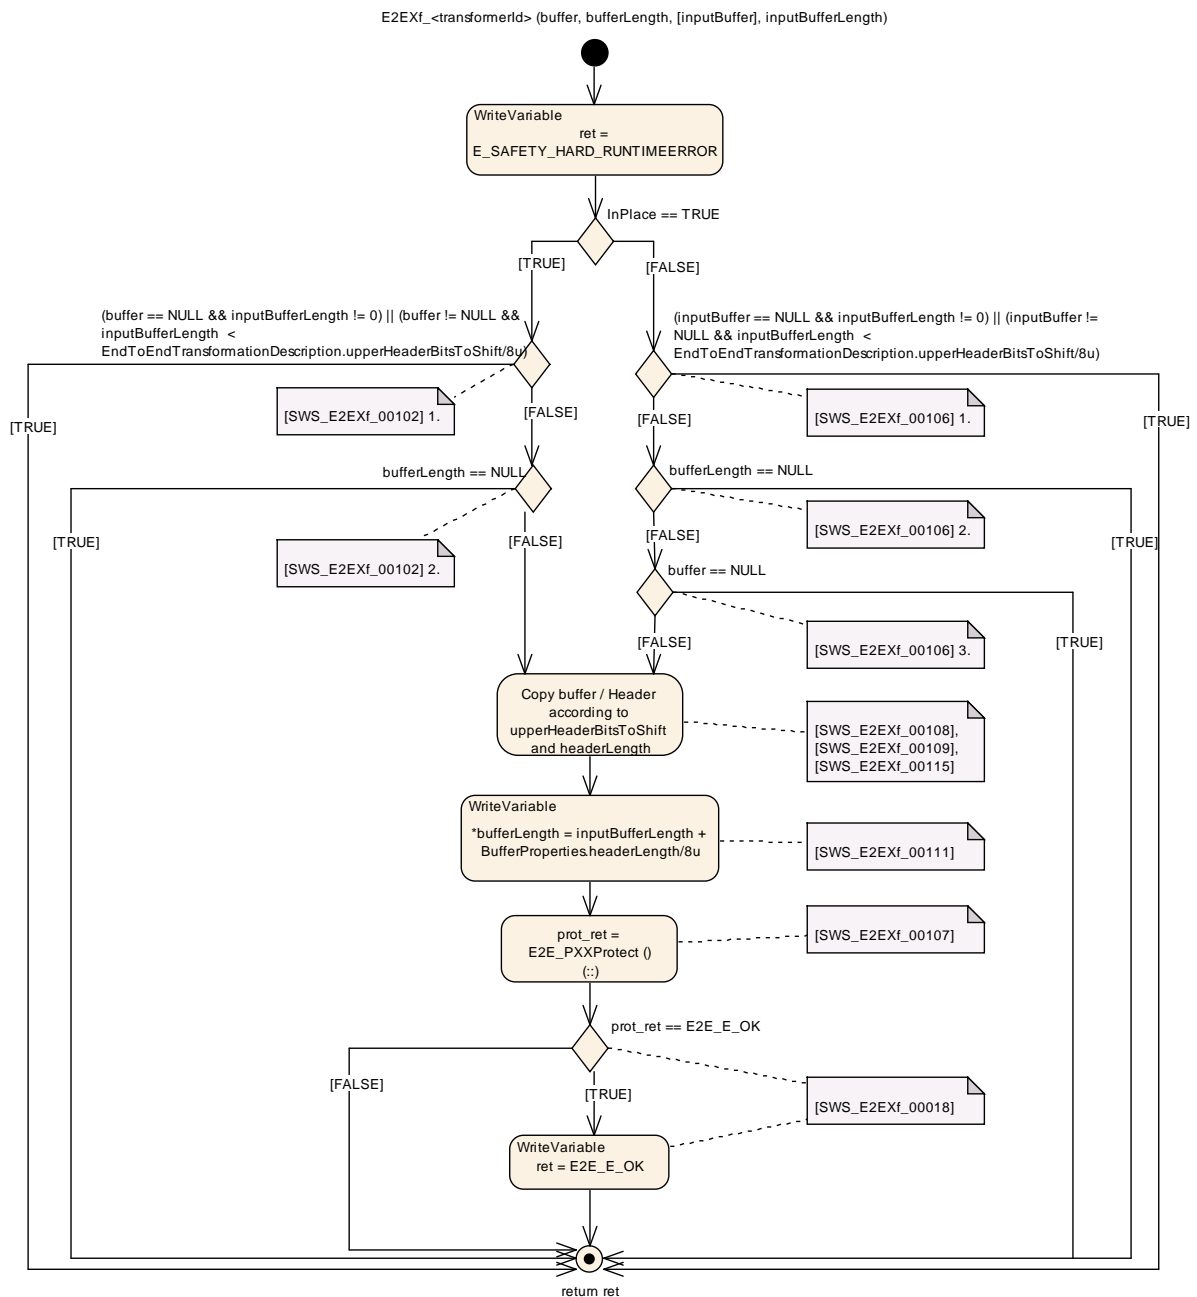 E2EXf_<transformerId> (buffer, bufferLength, [inputBuffer], inputBufferLength)
WriteVariable
ret =
E_SAFETY_HARD_RUNTIMEERROR
InPlace == TRUE
[TRUE]
[FALSE]
(buffer == NULL && inputBufferLength != 0) || (buffer != NULL &&
inputBufferLength <
EndToEndTransformationDescription.upperHeaderBitsToShift/8u)
(inputBuffer == NULL && inputBufferLength != 0) || (inputBuffer !=
NULL && inputBufferLength <
EndToEndTransformationDescription.upperHeaderBitsToShift/8u)
[SWS_E2EXf_00102] 1.
[FALSE]
[FALSE]
[SWS_E2EXf_00106] 1.
[TRUE]
[TRUE]
bufferLength == NULL
bufferLength == NULL
[TRUE]
[SWS_E2EXf_00102] 2.
[FALSE]
[FALSE]
[SWS_E2EXf_00106] 2.
[TRUE]
buffer == NULL
[FALSE]
[SWS_E2EXf_00106] 3.
[TRUE]
Copy buffer / Header
according to
upperHeaderBitsToShift
and headerLength
[SWS_E2EXf_00108],
[SWS_E2EXf_00109],
[SWS_E2EXf_00115]
WriteVariable
*bufferLength = inputBufferLength +
BufferProperties.headerLength/8u
[SWS_E2EXf_00111]
prot_ret =
E2E_PXXProtect ()
(::)
[SWS_E2EXf_00107]
prot_ret == E2E_E_OK
[FALSE]
[TRUE]
[SWS_E2EXf_00018]
WriteVariable
ret = E2E_E_OK
return ret